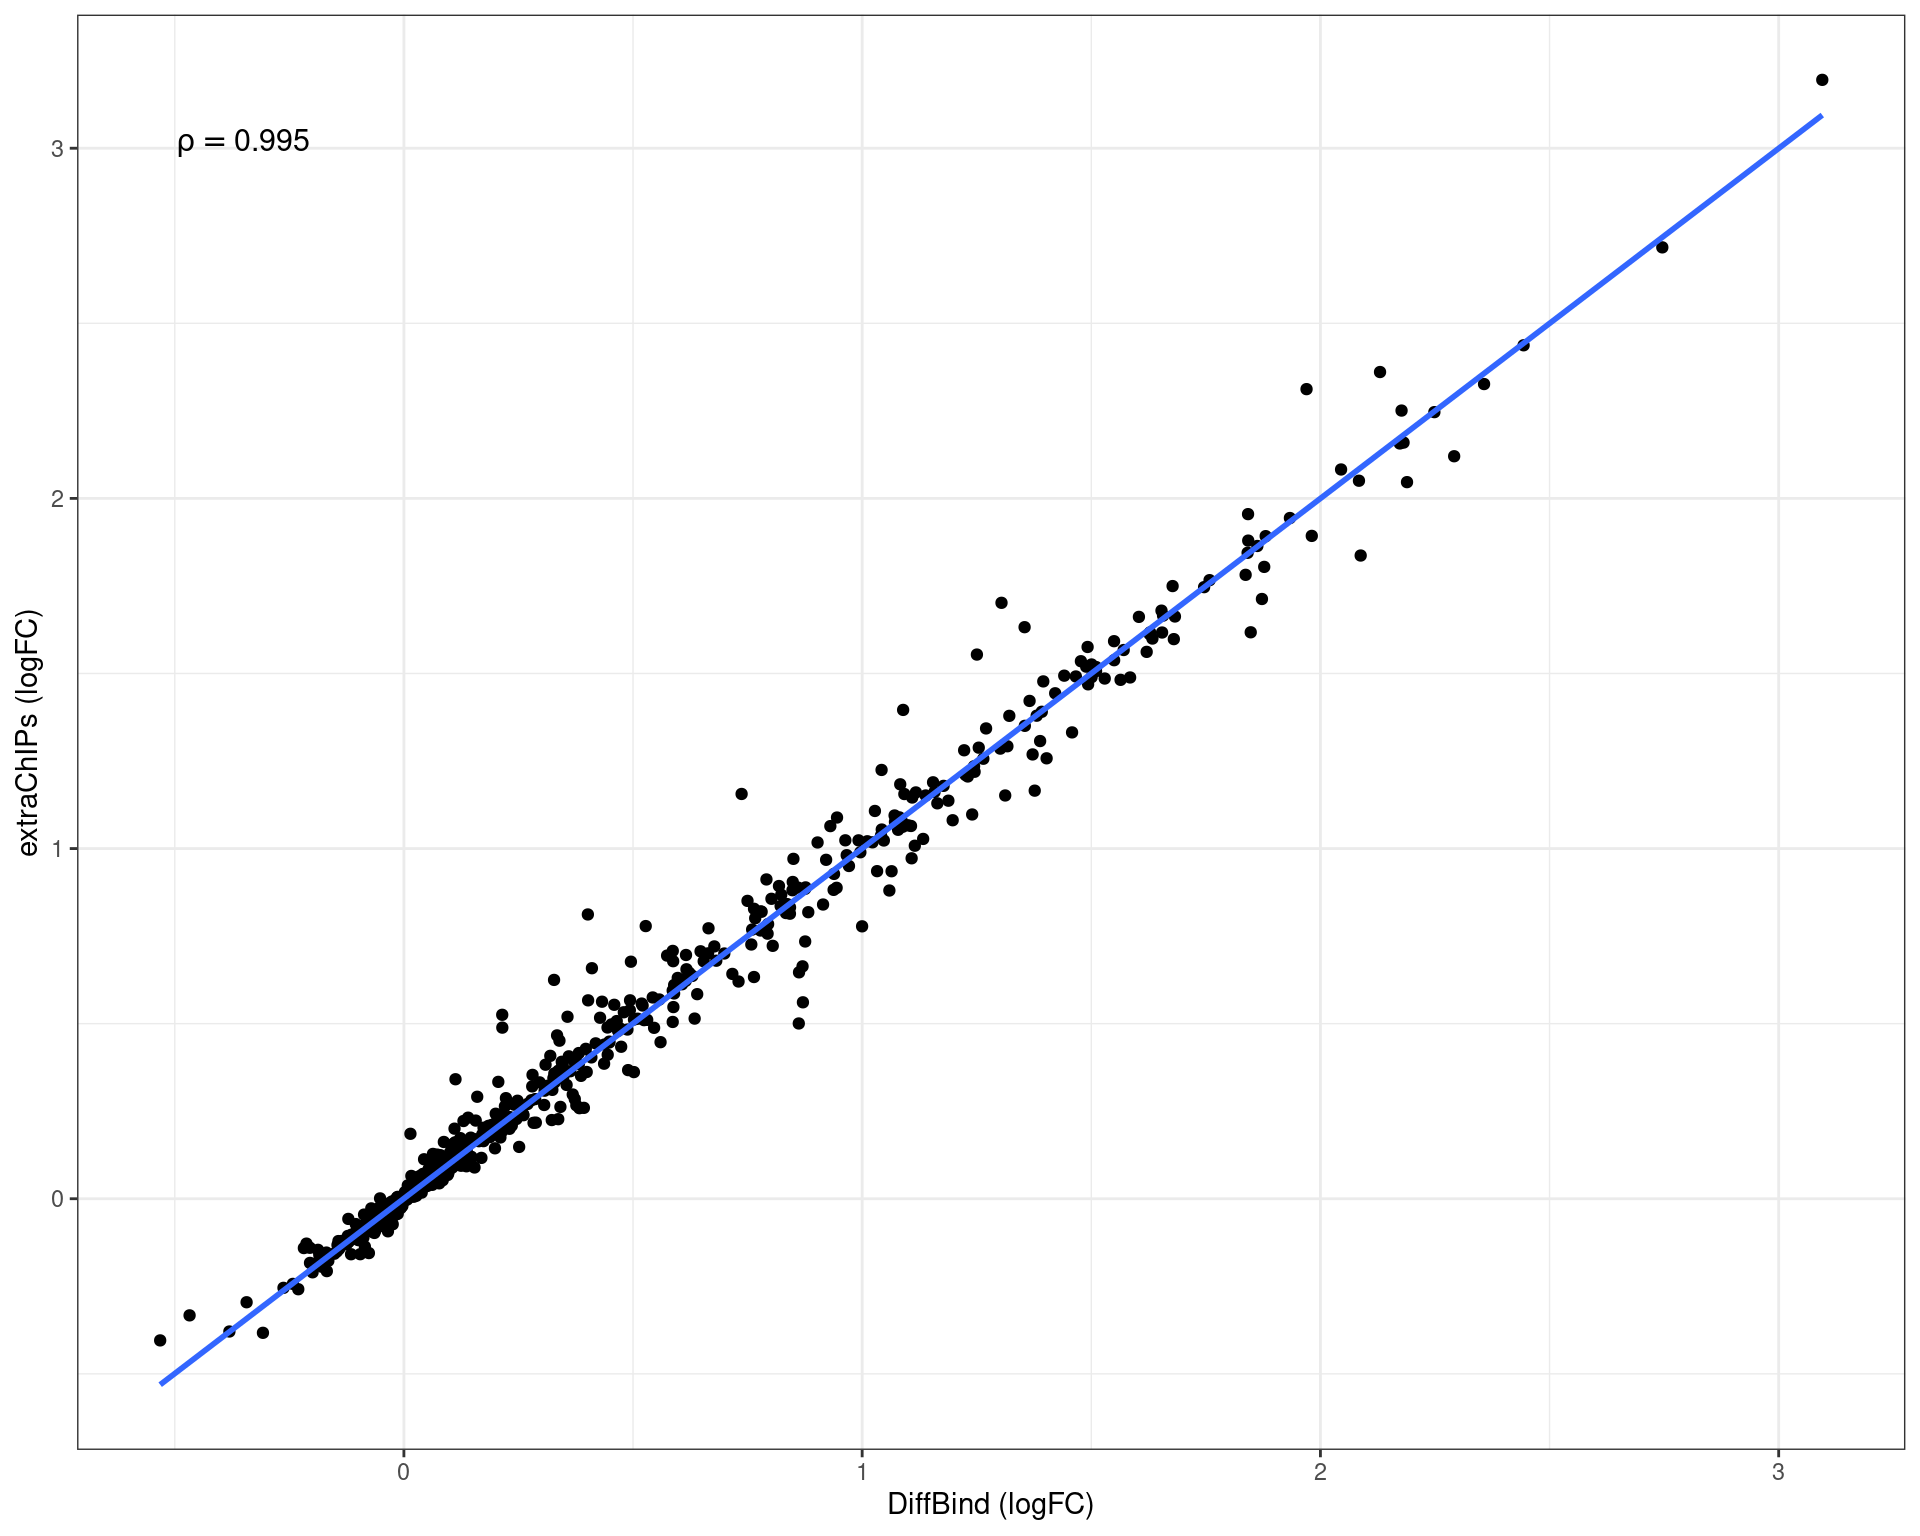 ρ = 0.995
3
2
1
0
extraChIPs (logFC)
0
1
2
3
DiffBind (logFC)